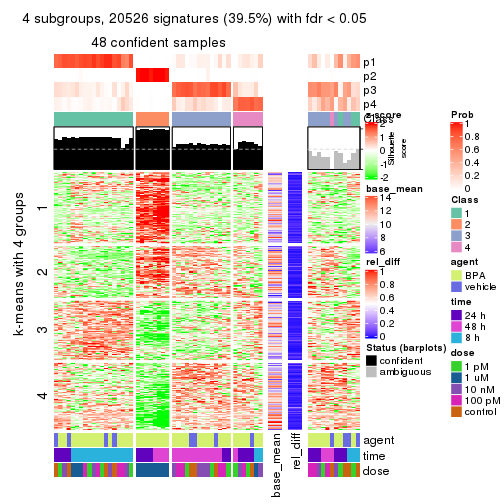 4 subgroups, 20526 signatures (39.5%) with fdr < 0.05
48 confident samples
p1
p2
p3
p4
Class
z-score
2
1
0
-1
-2
Silhouette
score
k-means with 4 groups
1
2
3
4
base_mean
14
12
10
8
6
rel_diff
1
0.8
0.6
0.4
0.2
0
Status (barplots)
confident
ambiguous
agent
time
dose
base_mean
rel_diff
Prob
1
0.8
0.6
0.4
0.2
0
Class
1
2
3
4
agent
BPA
vehicle
time
24 h
48 h
8 h
dose
1 pM
1 uM
10 nM
100 pM
control